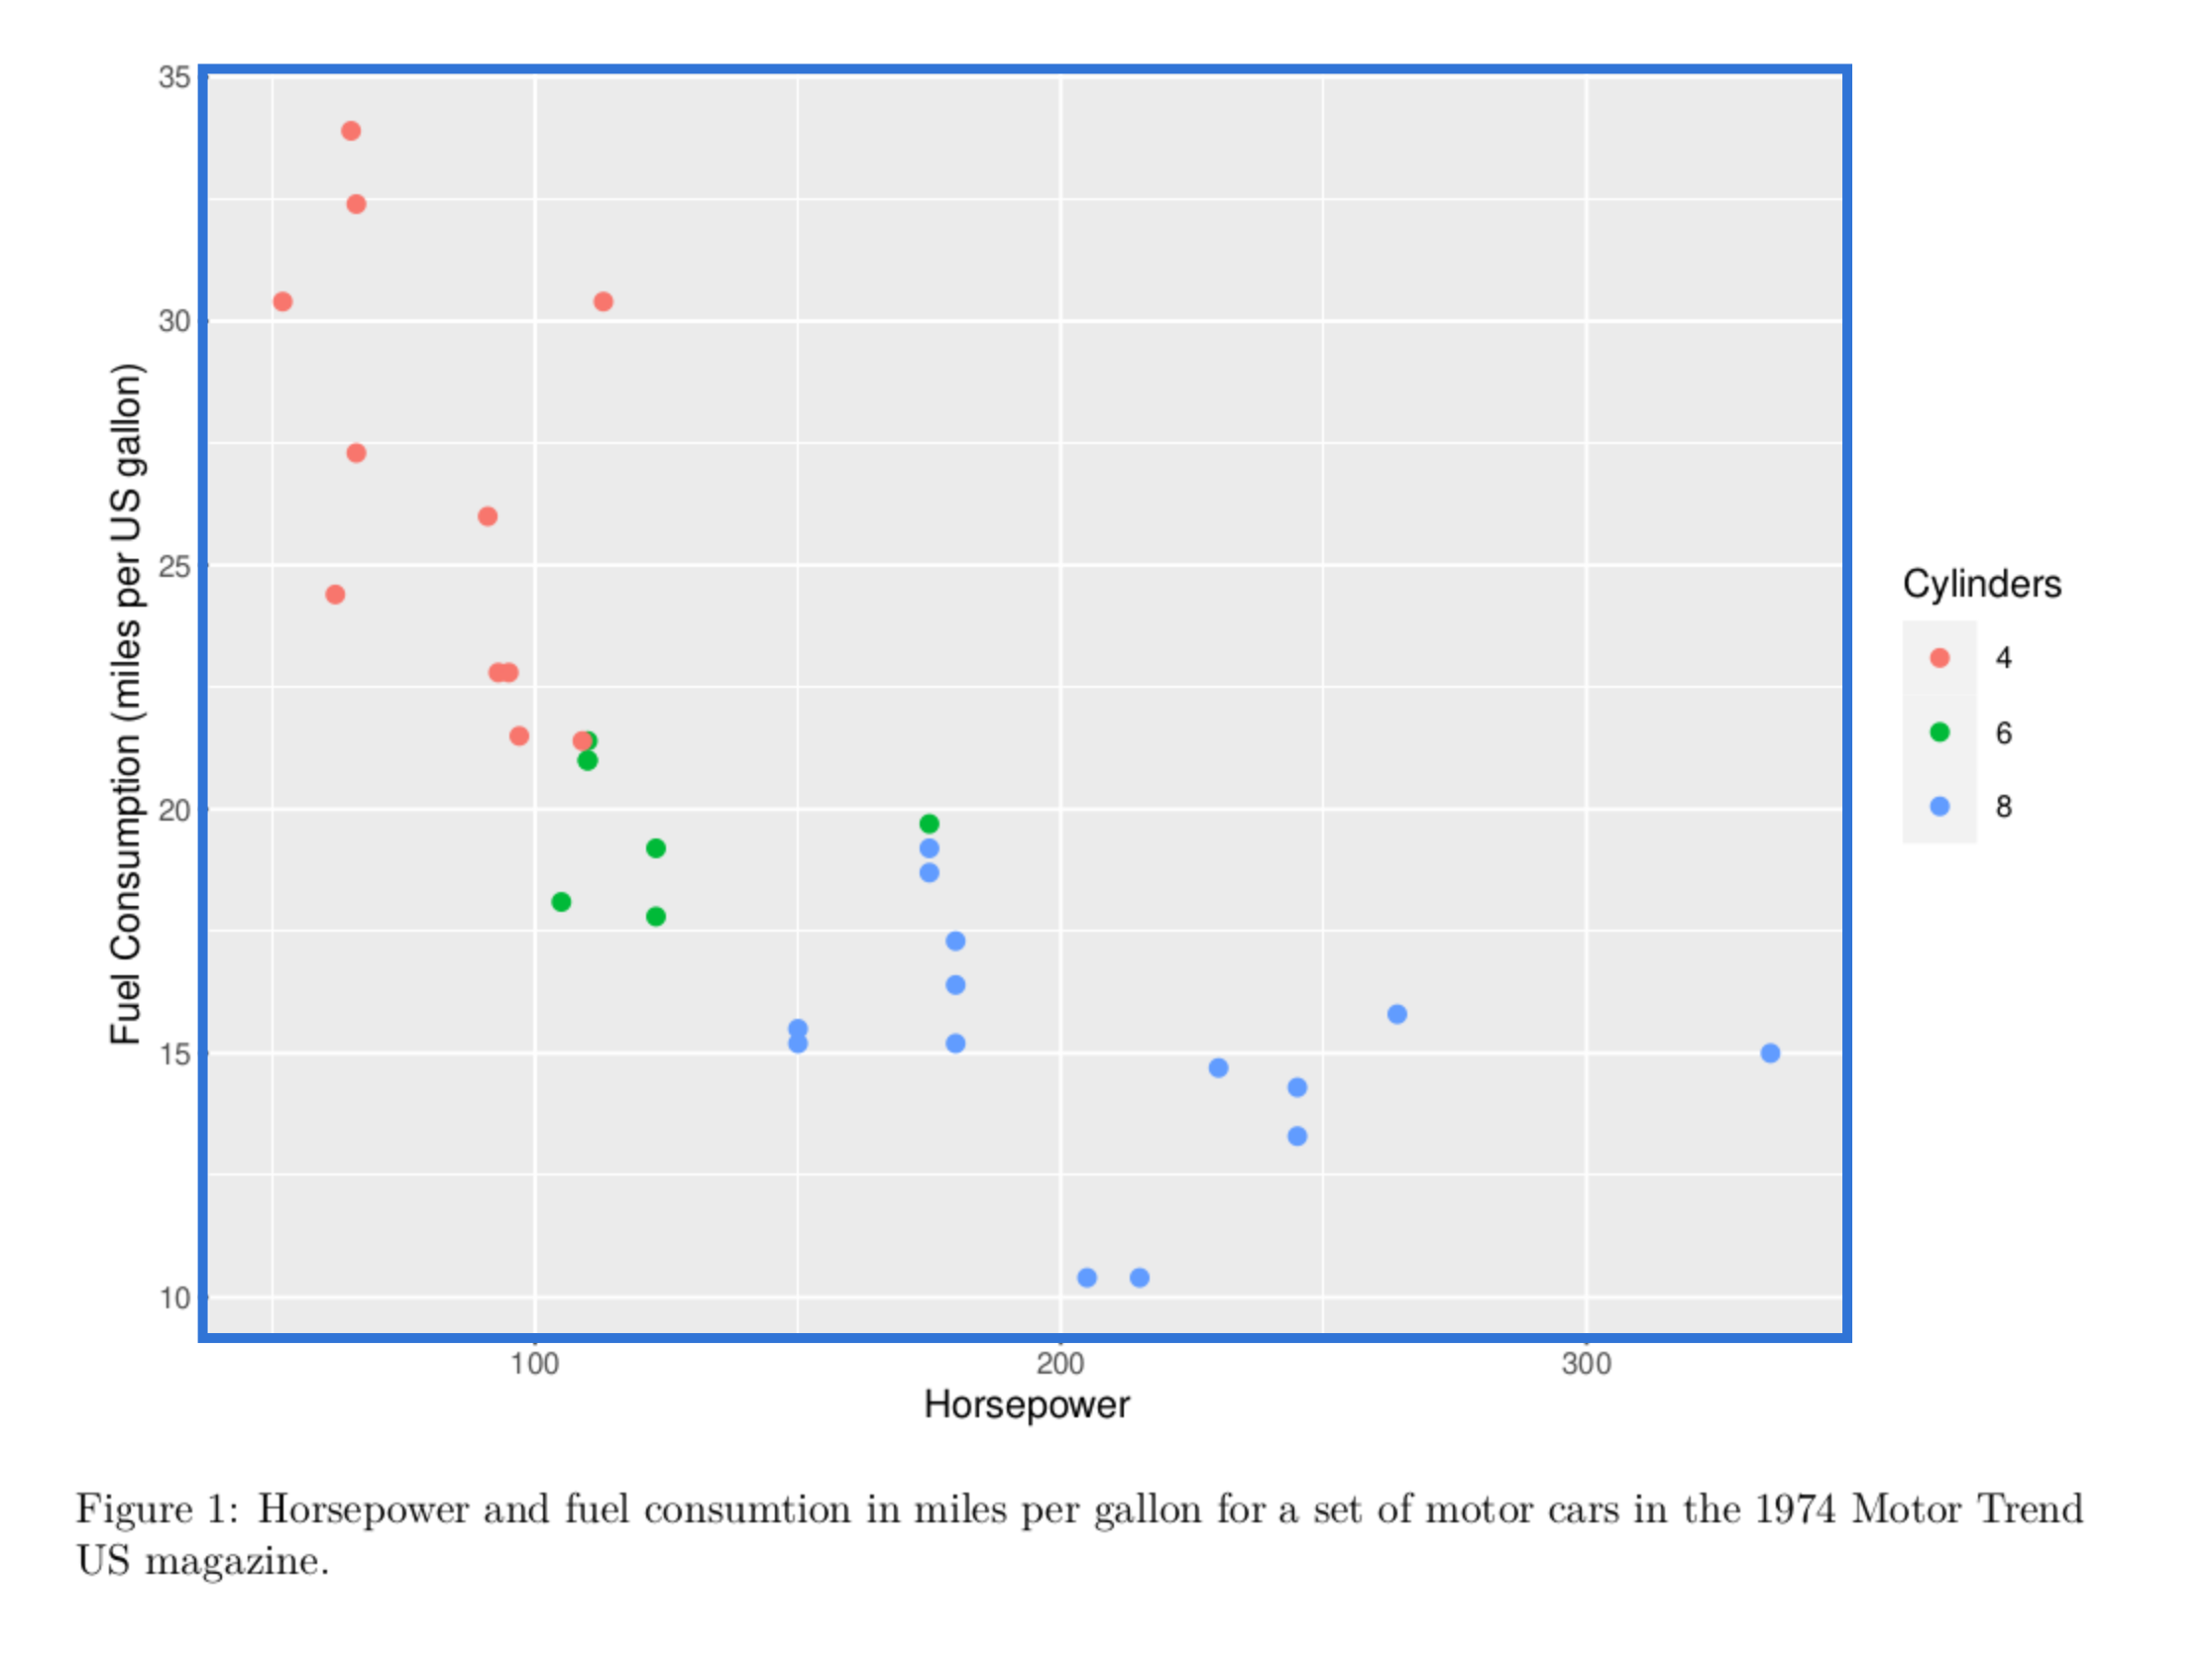 35
30
25
20
15
10
Fuel Consumption (miles per US gallon)
100 200 300
Horsepower
Cylinders
4
6
8
Figure 1: Horsepower and fuel consumtion in miles per gallon for a set of motor cars in the 1974 Motor Trend
US magazine.